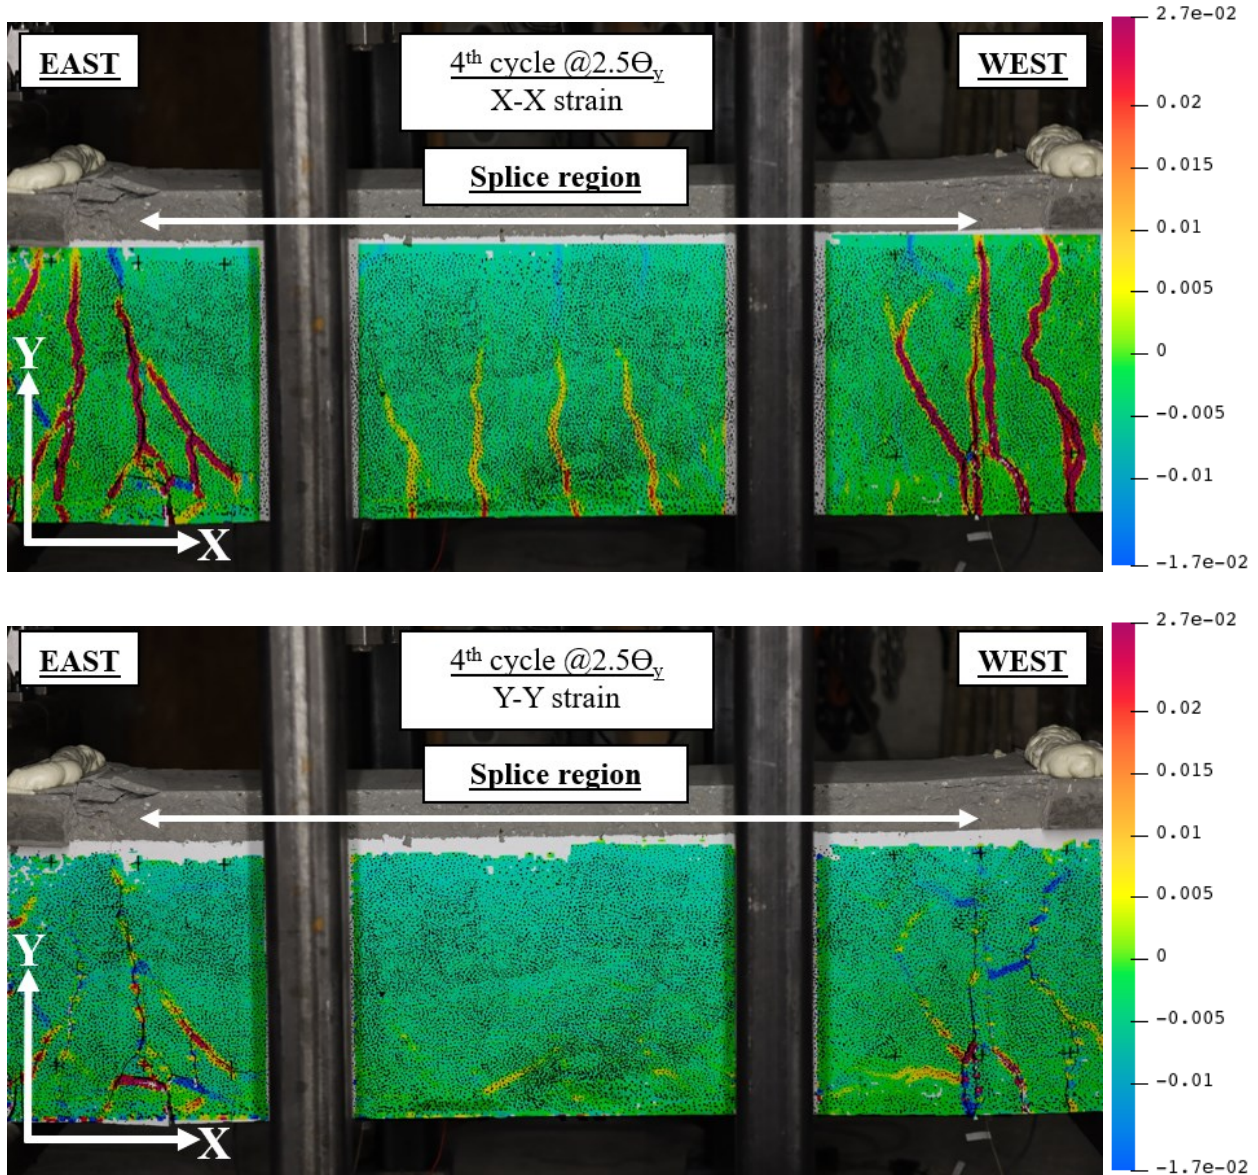 EAST
4th cycle @2.5Ѳy
X-X strain
WEST
Splice region
Y
X
2.7e-02
0.02
0.015
0.01
0.005
0
-0.005
-0.01
-1.7e-02
EAST
4th cycle @2.5Ѳy
Y-Y strain
WEST
Splice region
Y
X
2.7e-02
0.02
0.015
0.01
0.005
0
-0.005
-0.01
-1.7e-02